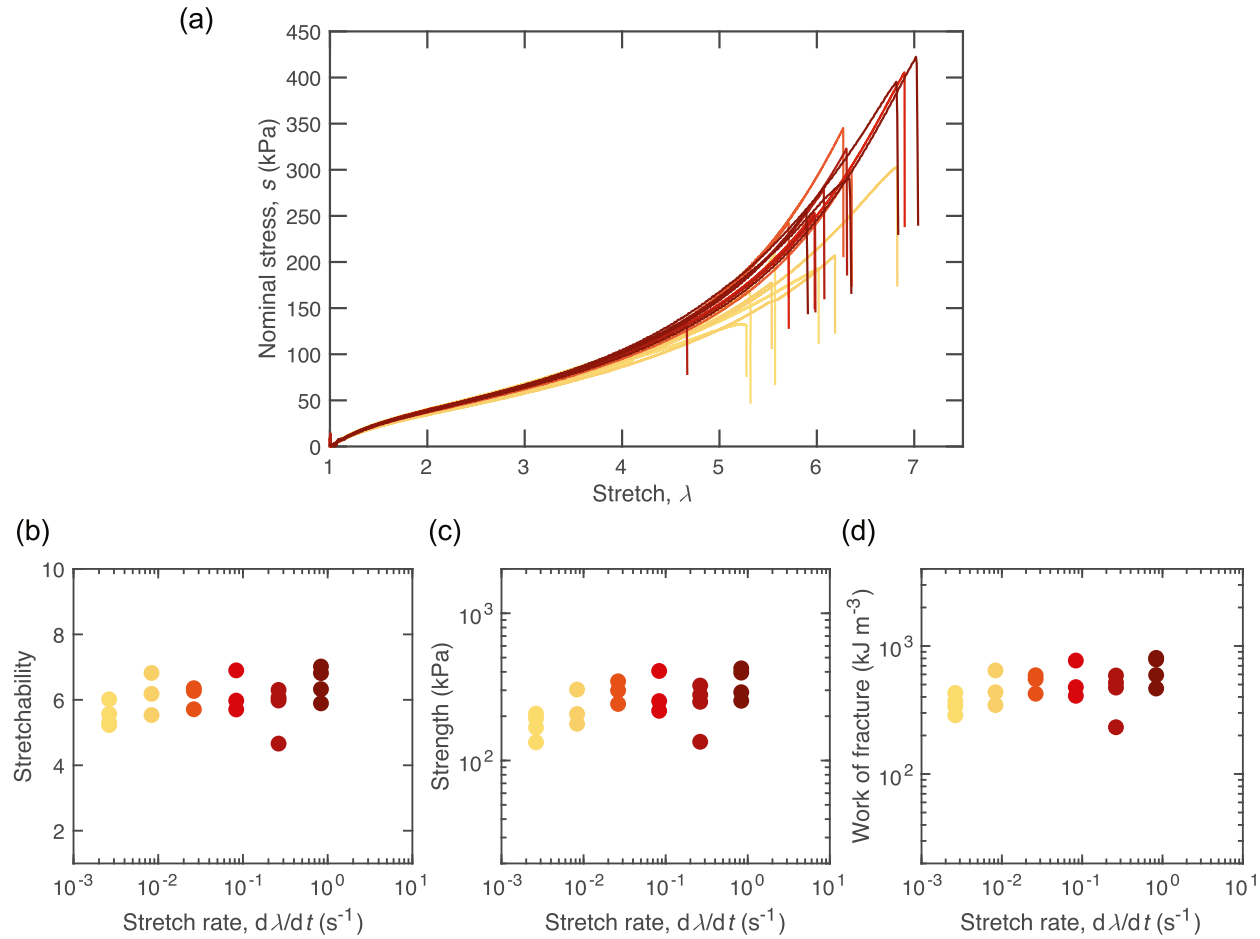 (a)
450
400
350
300
250
200
150
100
50
0
Nominal stress, s (kPa)
1 2 3 4 5 6 7
Stretch, λ
(b)
10
8
6
4
2
Stretchability
10⁻³ 10⁻² 10⁻¹ 10⁰ 10¹
Stretch rate, dλ/dt (s⁻¹)
(c)
10³
10²
Strength (kPa)
10⁻³ 10⁻² 10⁻¹ 10⁰ 10¹
Stretch rate, dλ/dt (s⁻¹)
(d)
10³
10²
Work of fracture (kJ m⁻³)
10⁻³ 10⁻² 10⁻¹ 10⁰ 10¹
Stretch rate, dλ/dt (s⁻¹)